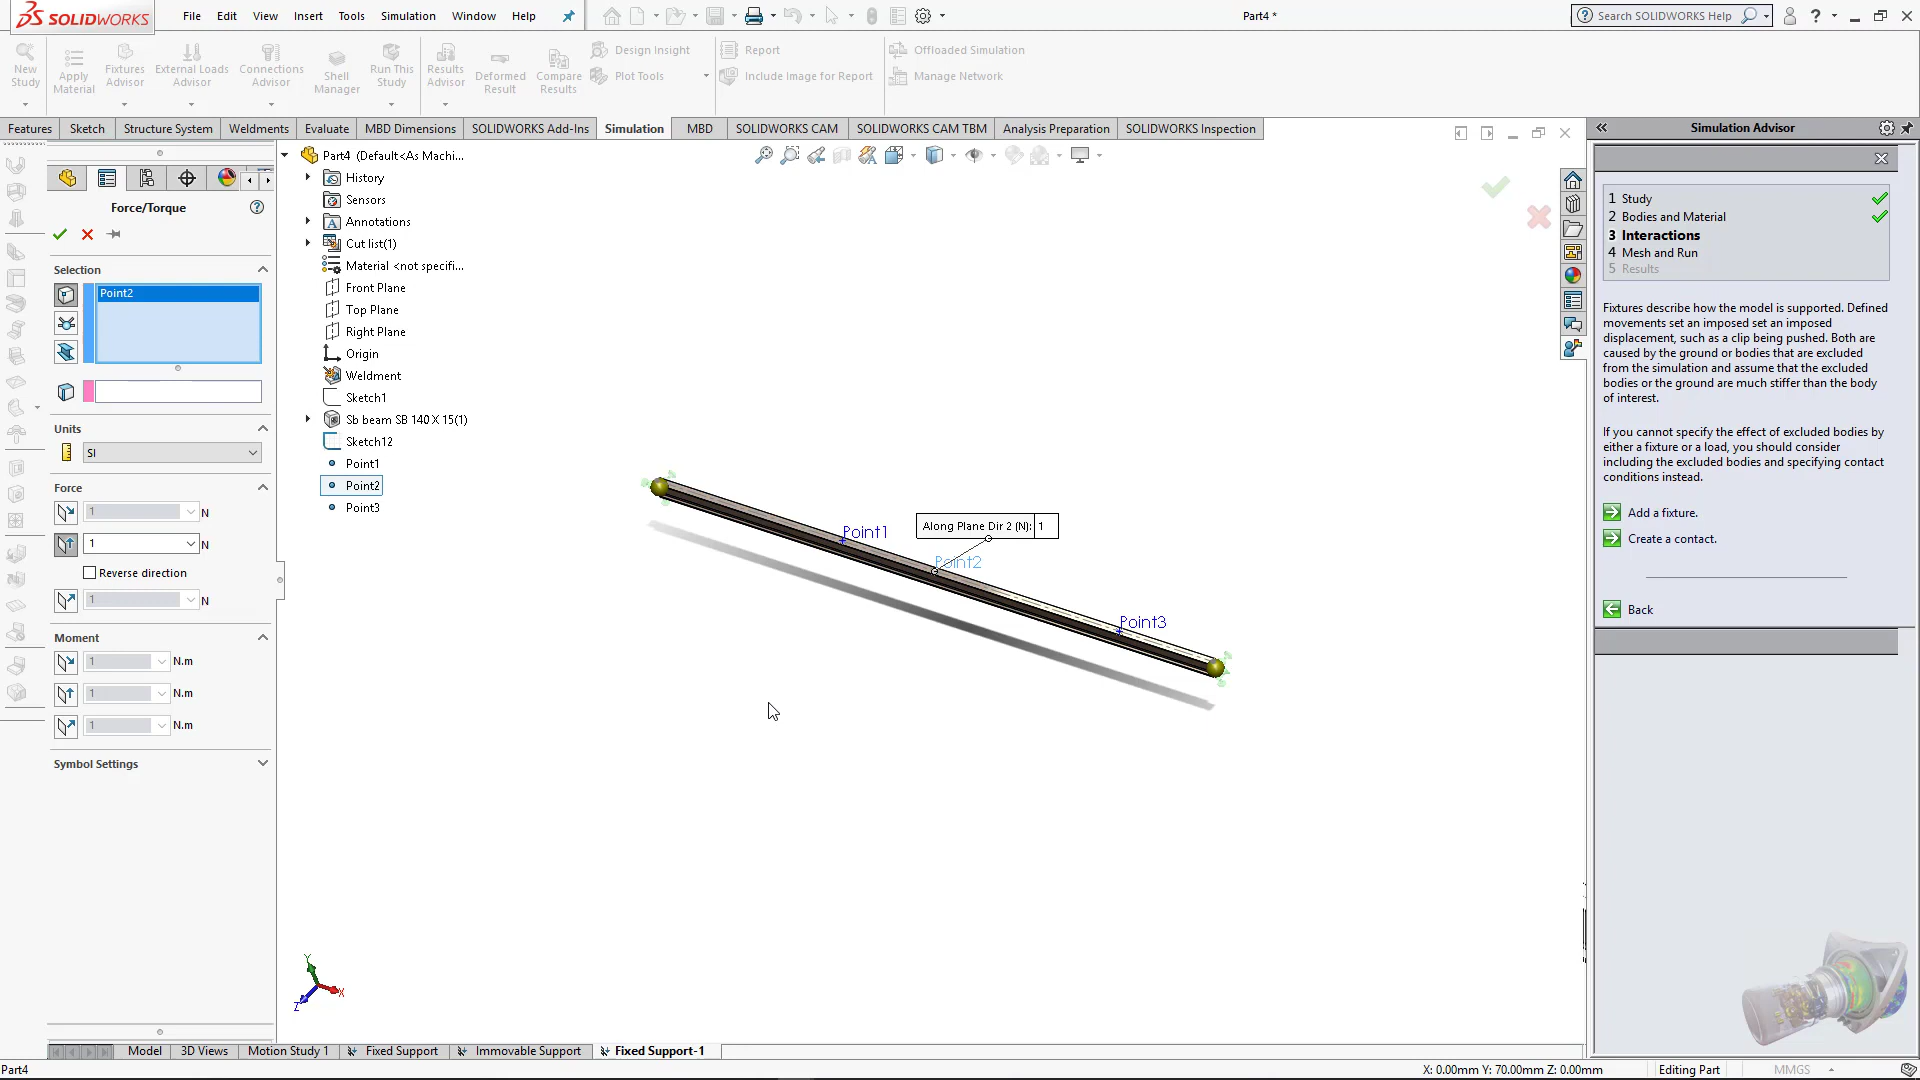 SOLIDWORKS File Edit View Insert Tools Simulation Window Help Part4 * Search SOLIDWORKS Help
New Study
Apply Material
Fixtures Advisor
External Loads Advisor
Connections Advisor
Shell Manager
Run This Study
Results Advisor
Deformed Result
Compare Results
Design Insight
Plot Tools
Report
Include Image for Report
Offloaded Simulation
Manage Network
Features Sketch Structure System Weldments Evaluate MBD Dimensions SOLIDWORKS Add-Ins Simulation MBD SOLIDWORKS CAM SOLIDWORKS CAM TBM Analysis Preparation SOLIDWORKS Inspection
Force/Torque
Selection
Point2
Units
SI
Force
1 N
1 N
Reverse direction
1 N
Moment
1 N.m
1 N.m
1 N.m
Symbol Settings
Part4 (Default<As Machi...
History
Sensors
Annotations
Cut list(1)
Material <not specifi...
Front Plane
Top Plane
Right Plane
Origin
Weldment
Sketch1
Sb beam SB 140 X 15(1)
Sketch12
Point1
Point2
Point3
Point1
Along Plane Dir 2 (N): 1
Point2
Point3
Y
X
Z
Simulation Advisor
1 Study
2 Bodies and Material
3 Interactions
4 Mesh and Run
5 Results
Fixtures describe how the model is supported. Defined
movements set an imposed set an imposed
displacement, such as a clip being pushed. Both are
caused by the ground or bodies that are excluded
from the simulation and assume that the excluded
bodies or the ground are much stiffer than the body
of interest.
If you cannot specify the effect of excluded bodies by
either a fixture or a load, you should consider
including the excluded bodies and specifying contact
conditions instead.
Add a fixture.
Create a contact.
Back
Model 3D Views Motion Study 1 Fixed Support Immovable Support Fixed Support-1
Part4 X: 0.00mm Y: 70.00mm Z: 0.00mm Editing Part MMGS